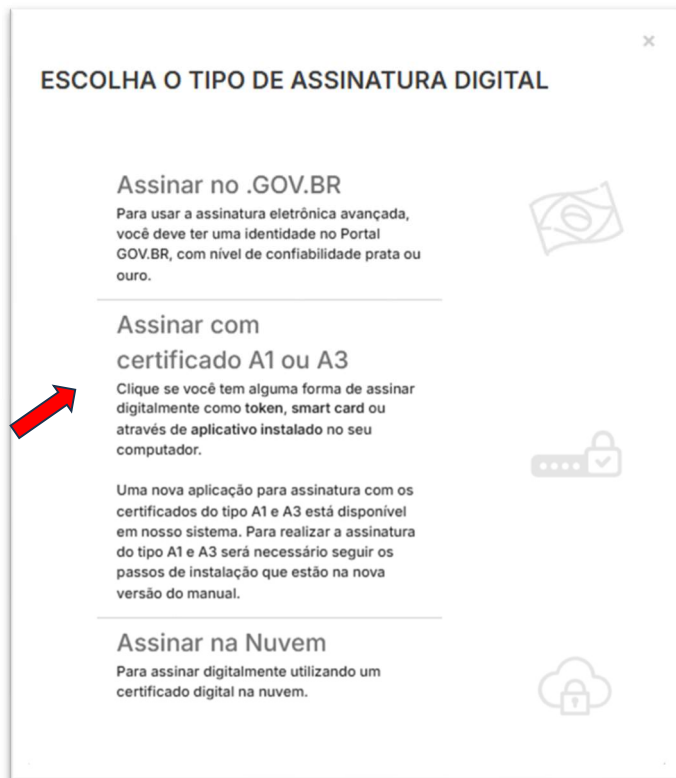 ×
ESCOLHA O TIPO DE ASSINATURA DIGITAL
Assinar no .GOV.BR
Para usar a assinatura eletrônica avançada,
você deve ter uma identidade no Portal
GOV.BR, com nível de confiabilidade prata ou
ouro.
Assinar com
certificado A1 ou A3
Clique se você tem alguma forma de assinar
digitalmente como token, smart card ou
através de aplicativo instalado no seu
computador.
Uma nova aplicação para assinatura com os
certificados do tipo A1 e A3 está disponível
em nosso sistema. Para realizar a assinatura
do tipo A1 e A3 será necessário seguir os
passos de instalação que estão na nova
versão do manual.
Assinar na Nuvem
Para assinar digitalmente utilizando um
certificado digital na nuvem.